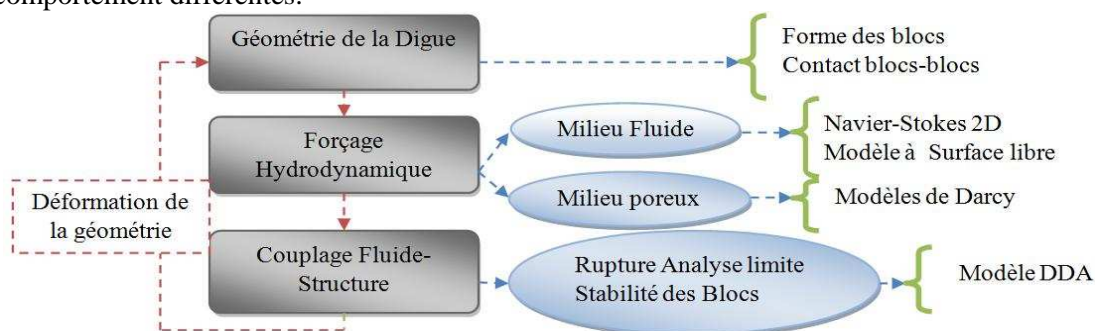 comportement différentes.
Géométrie de la Digue
Forme des blocs
Contact blocs-blocs
Forçage
Hydrodynamique
Milieu Fluide
Navier-Stokes 2D
Modèle à Surface libre
Milieu poreux
Modèles de Darcy
Déformation de
la géométrie
Couplage Fluide-
Structure
Rupture Analyse limite
Stabilité des Blocs
Modèle DDA